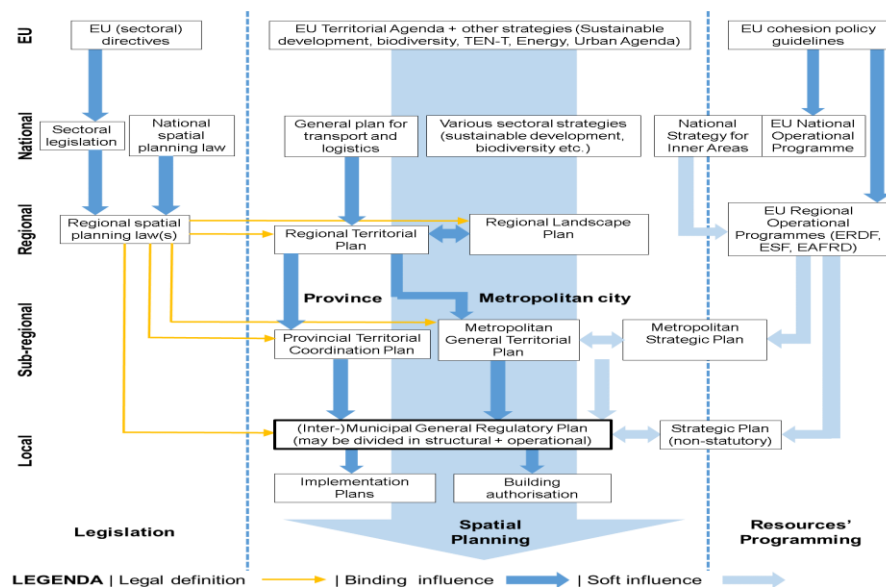 EU
EU (sectoral)
directives
EU Territorial Agenda + other strategies (Sustainable
development, biodiversity, TEN-T, Energy, Urban Agenda)
EU cohesion policy
guidelines
National
Sectoral
legislation
National
spatial
planning law
General plan for
transport and
logistics
Various sectoral strategies
(sustainable development,
biodiversity etc.)
National
Strategy for
Inner Areas
EU National
Operational
Programme
Regional
Regional spatial
planning law(s)
Regional Territorial
Plan
Regional Landscape
Plan
EU Regional
Operational
Programmes (ERDF,
ESF, EAFRD)
Sub-regional
Province
Metropolitan city
Provincial Territorial
Coordination Plan
Metropolitan
General Territorial
Plan
Metropolitan
Strategic Plan
Local
(Inter-)Municipal General Regulatory Plan
(may be divided in structural + operational)
Strategic Plan
(non-statutory)
Implementation
Plans
Building
authorisation
Legislation
Spatial
Planning
Resources'
Programming
LEGENDA | Legal definition | Binding influence | Soft influence